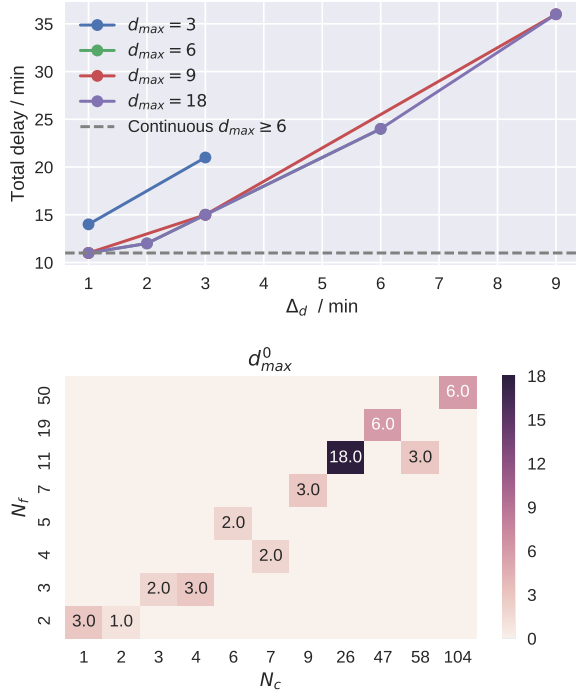 35
30
25
20
15
10
Total delay / min
d_max = 3
d_max = 6
d_max = 9
d_max = 18
Continuous d_max ≥ 6
1 2 3 4 5 6 7 8 9
Δ_d / min
d^0_max
50
19
11
7
5
4
3
2
N_f
6.0
6.0
18.0 3.0
3.0
2.0
2.0
2.0 3.0
3.0 1.0
1 2 3 4 6 7 9 26 47 58 104
N_c
18
15
12
9
6
3
0